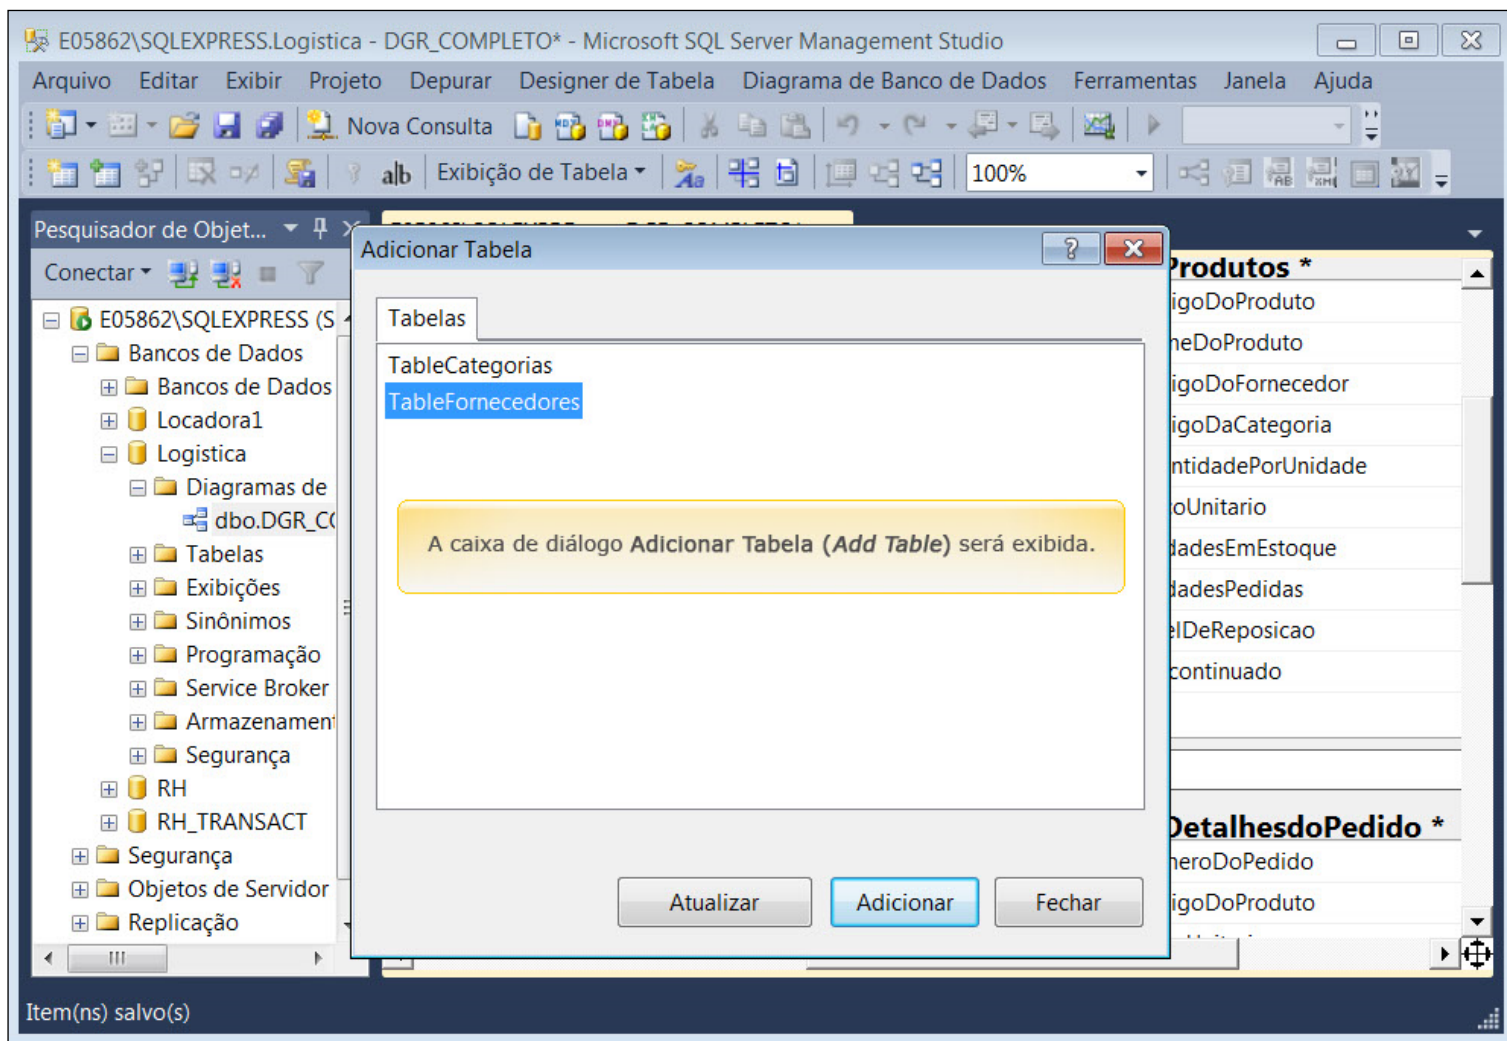 E05862\SQLEXPRESS.Logistica - DGR_COMPLETO* - Microsoft SQL Server Management Studio
Arquivo Editar Exibir Projeto Depurar Designer de Tabela Diagrama de Banco de Dados Ferramentas Janela Ajuda
Nova Consulta
Exibição de Tabela 100%
Pesquisador de Objet...
Conectar
E05862\SQLEXPRESS (S
Bancos de Dados
Bancos de Dados
Locadora1
Logistica
Diagramas de
dbo.DGR_C
Tabelas
Exibições
Sinônimos
Programação
Service Broker
Armazenament
Segurança
RH
RH_TRANSACT
Segurança
Objetos de Servidor
Replicação
Adicionar Tabela
Tabelas
TableCategorias
TableFornecedores
A caixa de diálogo Adicionar Tabela (Add Table) será exibida.
Atualizar Adicionar Fechar
Produtos *
igoDoProduto
neDoProduto
igoDoFornecedor
igoDaCategoria
ntidadePorUnidade
oUnitario
dadesEmEstoque
dadesPedidas
elDeReposicao
continuado
DetalhesdoPedido *
neroDoPedido
igoDoProduto
Item(ns) salvo(s)